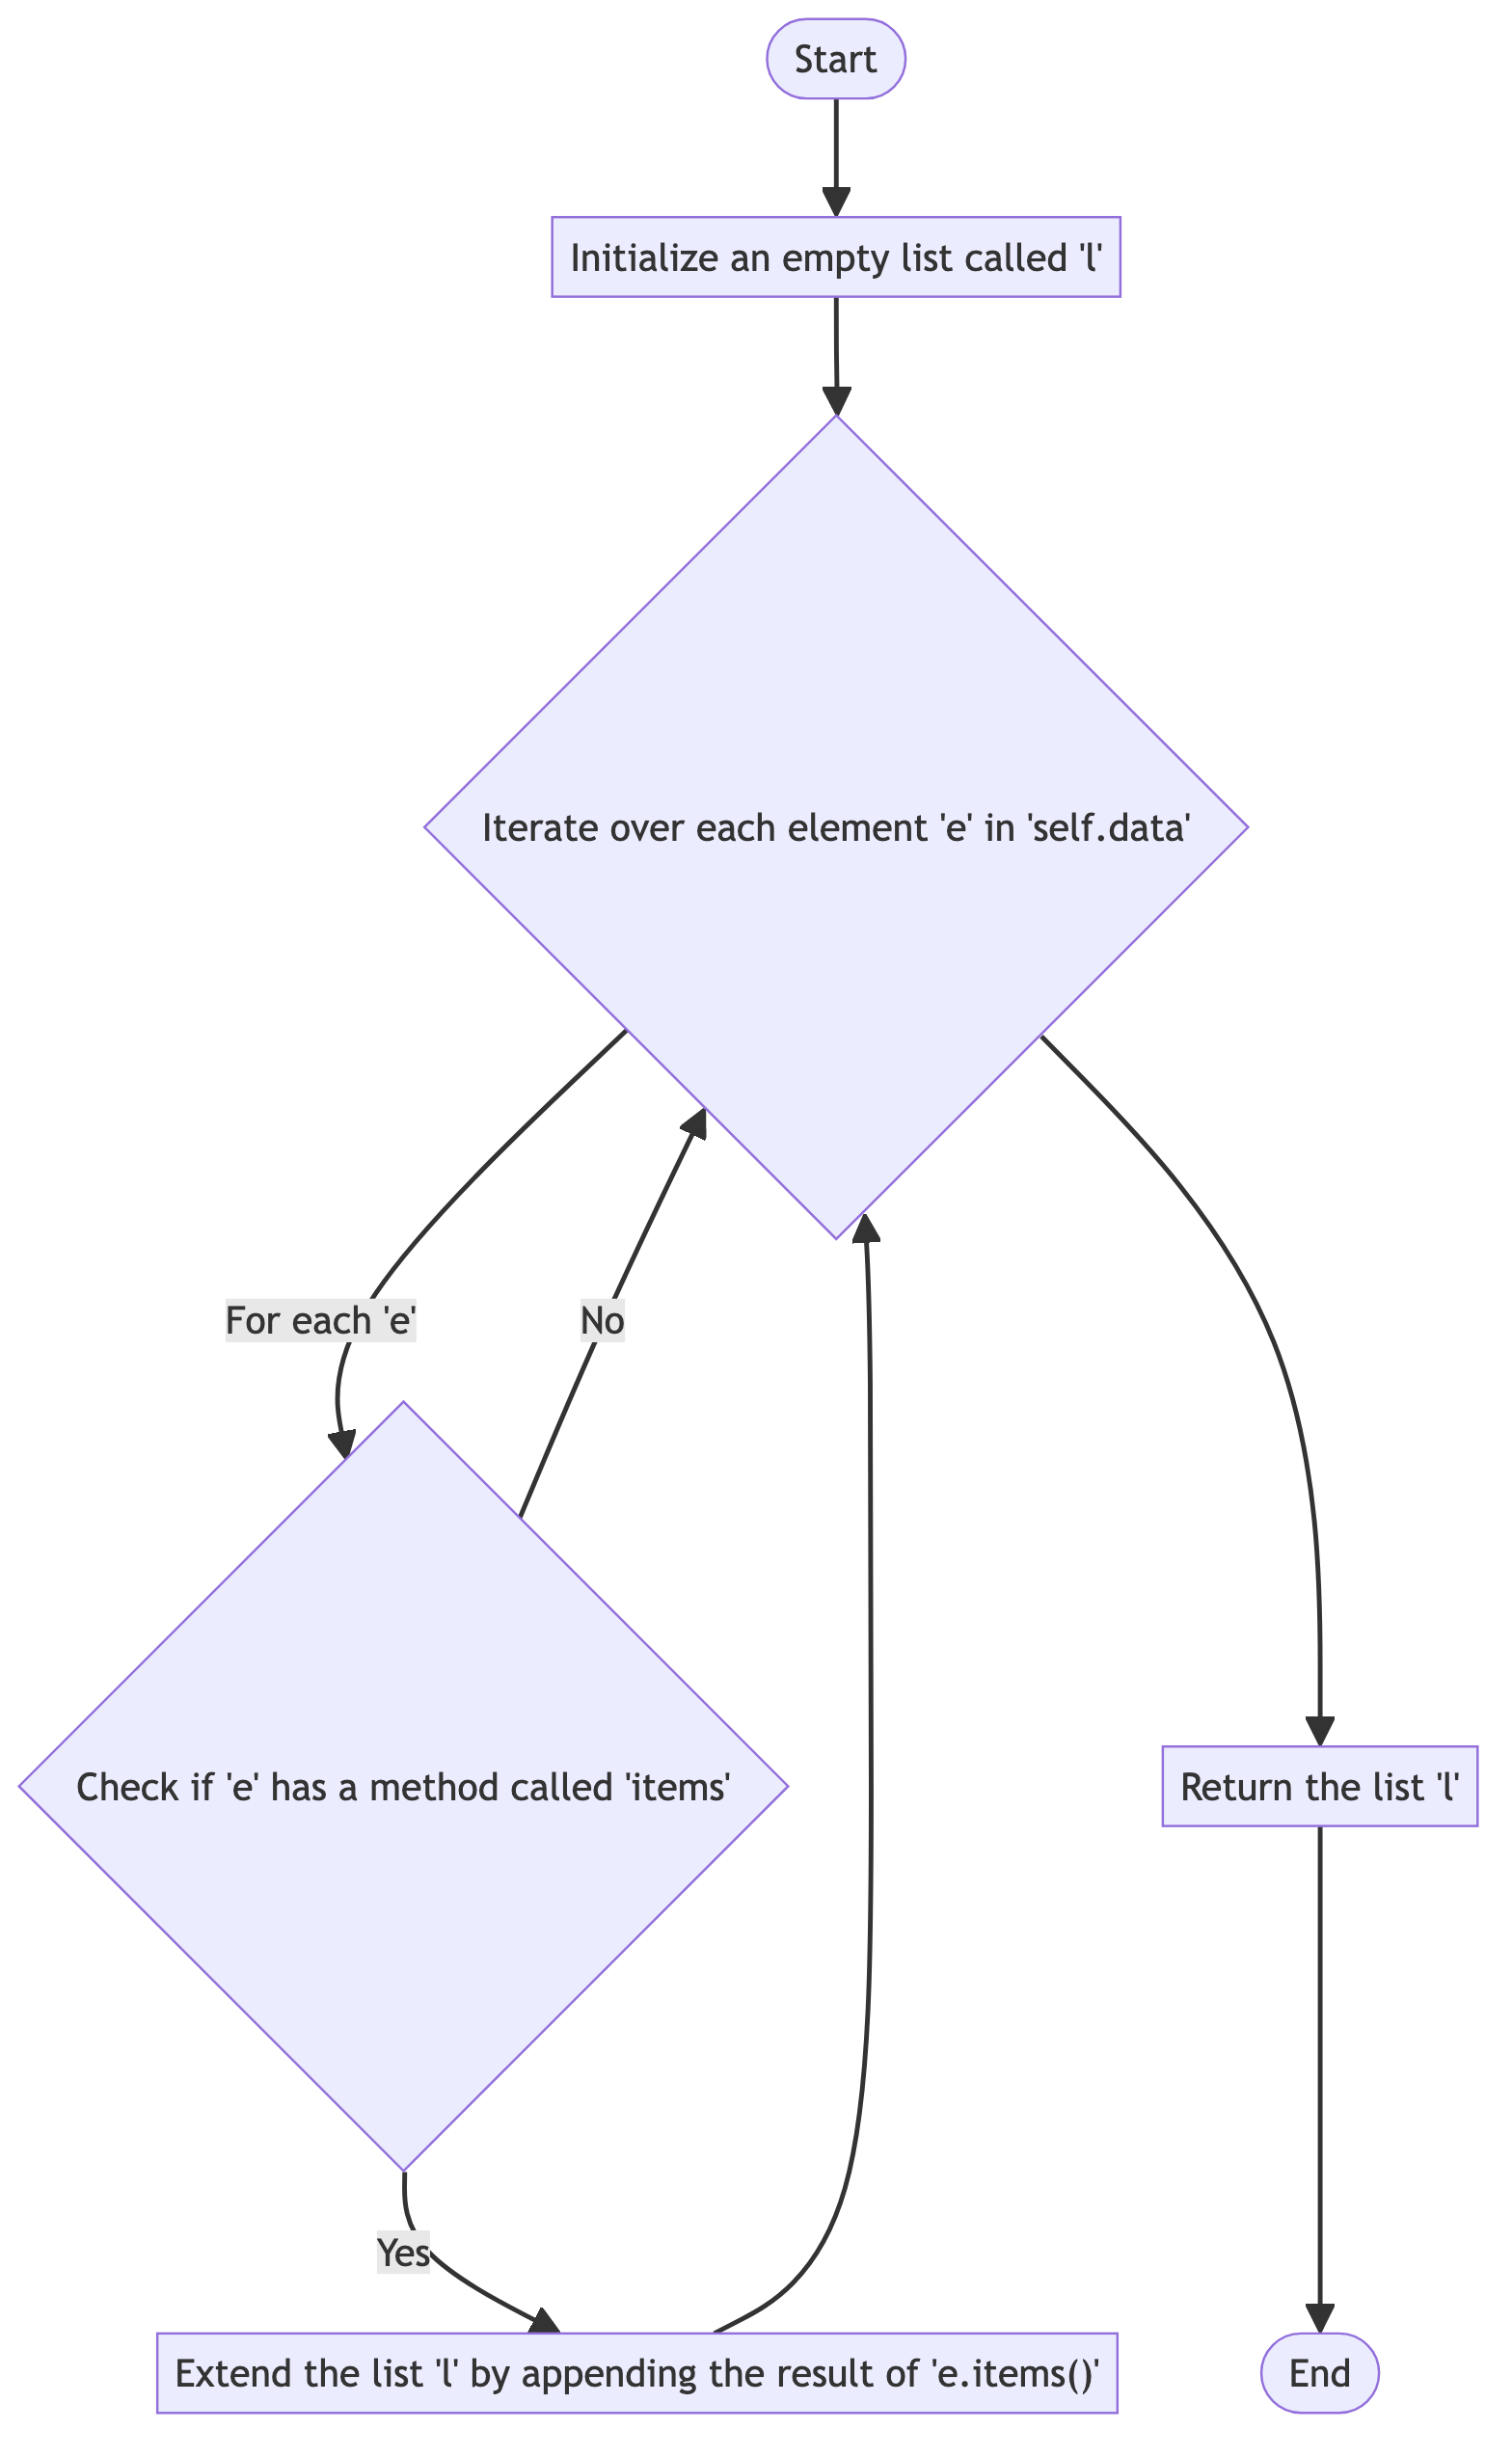 Start
Initialize an empty list called 'l'
Iterate over each element 'e' in 'self.data'
For each 'e'
No
Check if 'e' has a method called 'items'
Return the list 'l'
Yes
Extend the list 'l' by appending the result of 'e.items()'
End